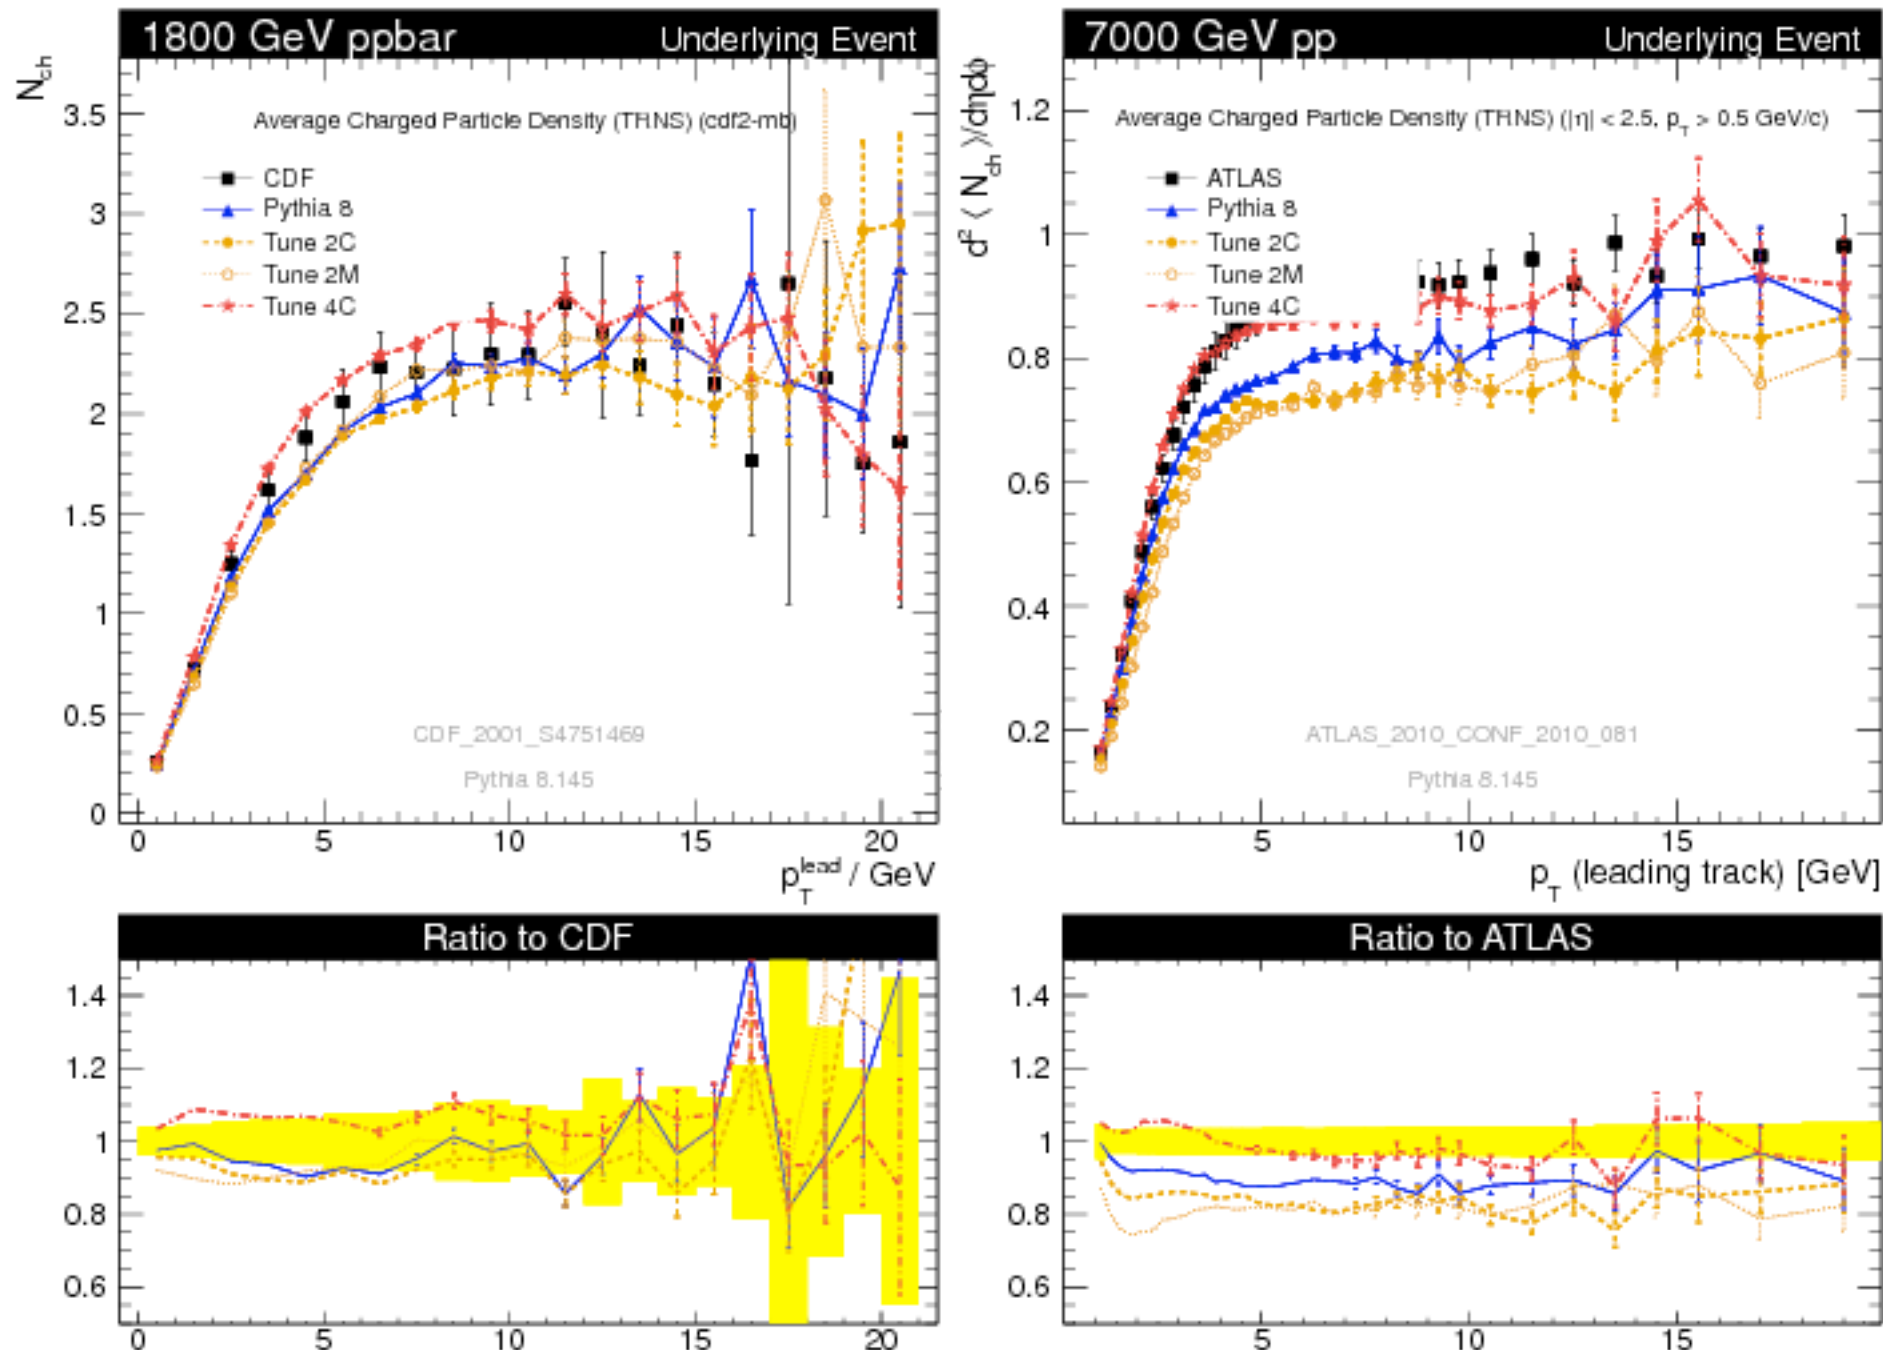 1800 GeV ppbar Underlying Event
N_ch
Average Charged Particle Density (TRNS) (cdf2-mb)
CDF
Pythia 8
Tune 2C
Tune 2M
Tune 4C
3.5
3
2.5
2
1.5
1
0.5
0
CDF_2001_S4751469
Pythia 8.145
0 5 10 15 20
p_T^lead / GeV
7000 GeV pp Underlying Event
d² ⟨ N_ch ⟩/dηdϕ
Average Charged Particle Density (TRNS) (|η| < 2.5, p_T > 0.5 GeV/c)
ATLAS
Pythia 8
Tune 2C
Tune 2M
Tune 4C
1.2
1
0.8
0.6
0.4
0.2
ATLAS_2010_CONF_2010_081
Pythia 8.145
5 10 15
p_T (leading track) [GeV]
Ratio to CDF
1.4
1.2
1
0.8
0.6
0 5 10 15 20
Ratio to ATLAS
1.4
1.2
1
0.8
0.6
5 10 15